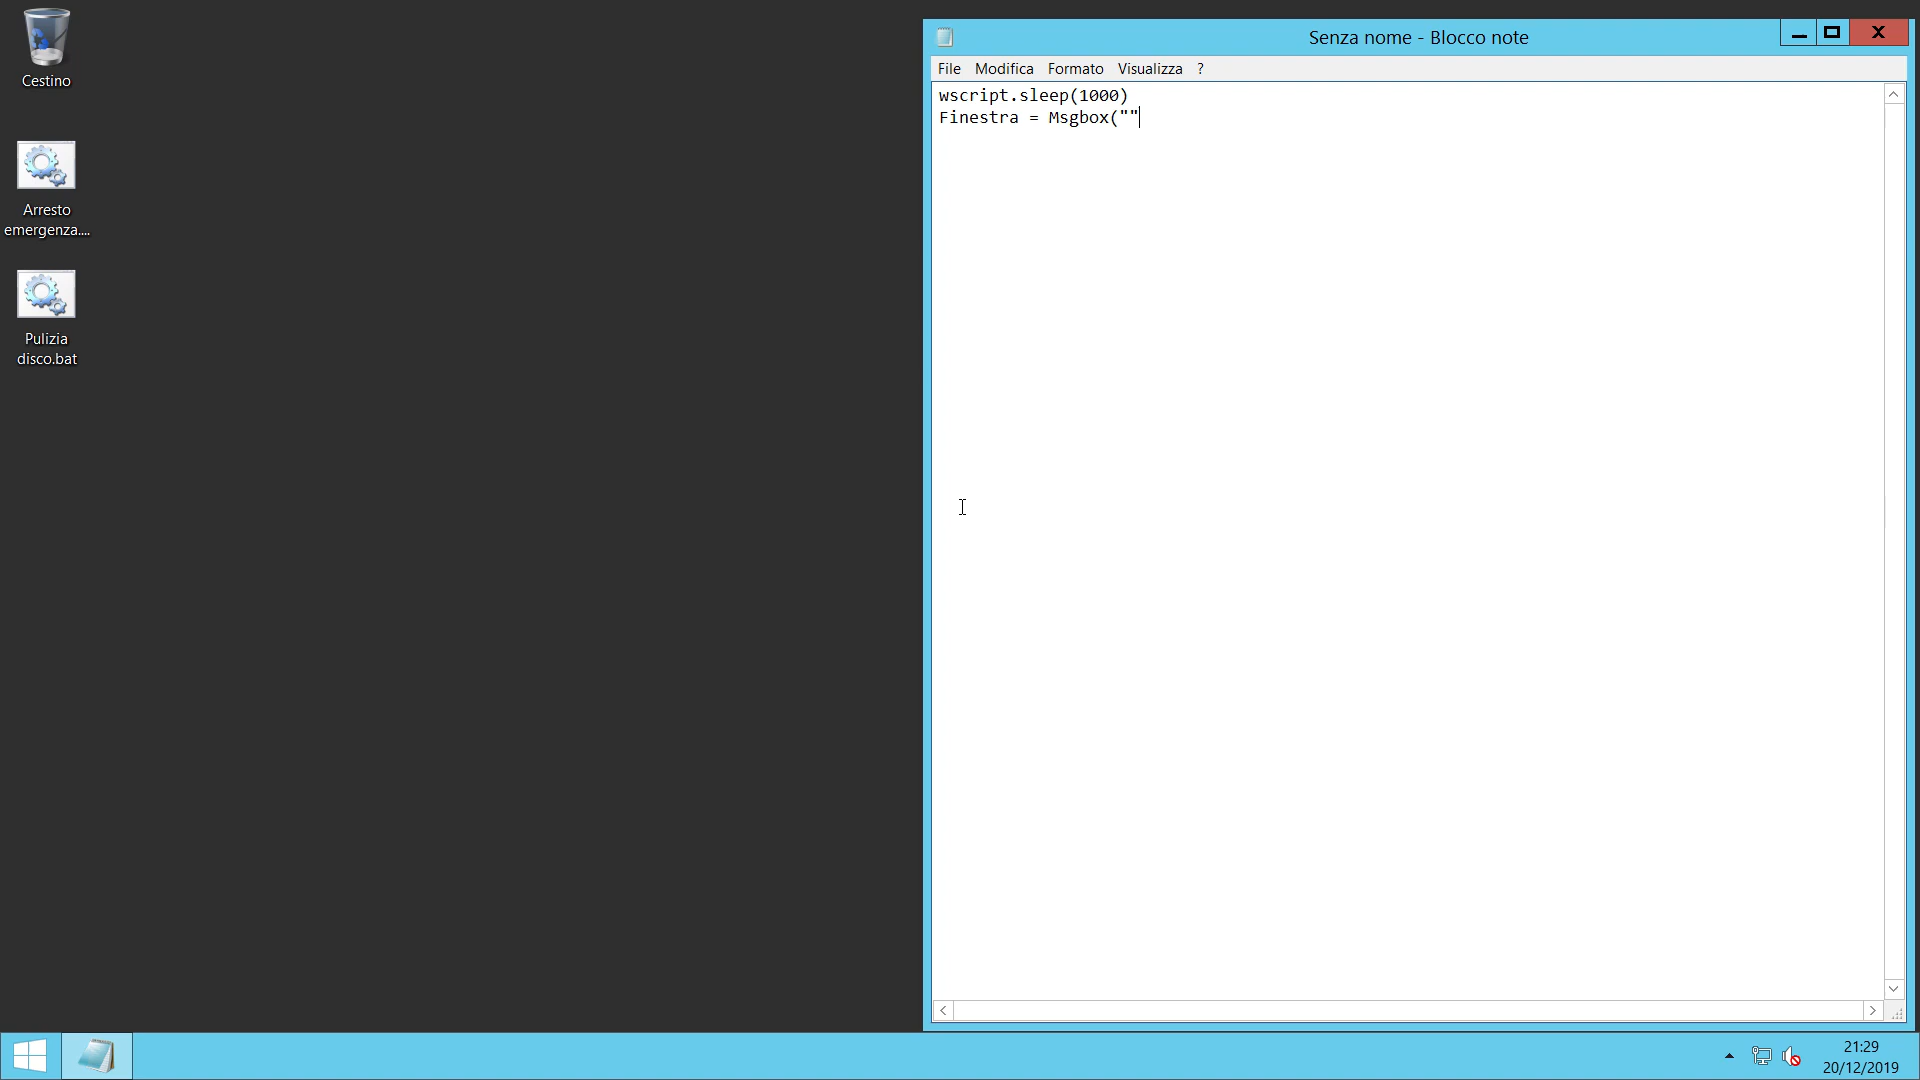 Cestino
Arresto
emergenza....
Pulizia
disco.bat
Senza nome - Blocco note
File Modifica Formato Visualizza ?
wscript.sleep(1000)
Finestra = Msgbox(""
21:29
20/12/2019